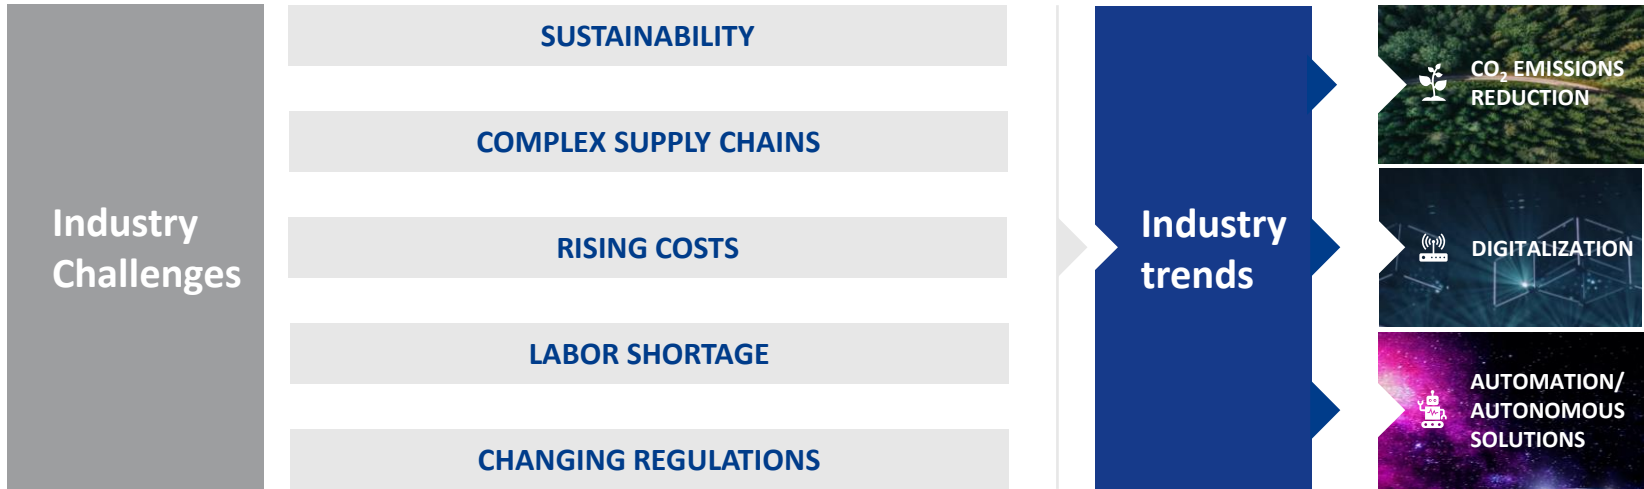 Industry
Challenges
SUSTAINABILITY
COMPLEX SUPPLY CHAINS
RISING COSTS
LABOR SHORTAGE
CHANGING REGULATIONS
Industry
trends
CO₂ EMISSIONS
REDUCTION
DIGITALIZATION
AUTOMATION/
AUTONOMOUS
SOLUTIONS